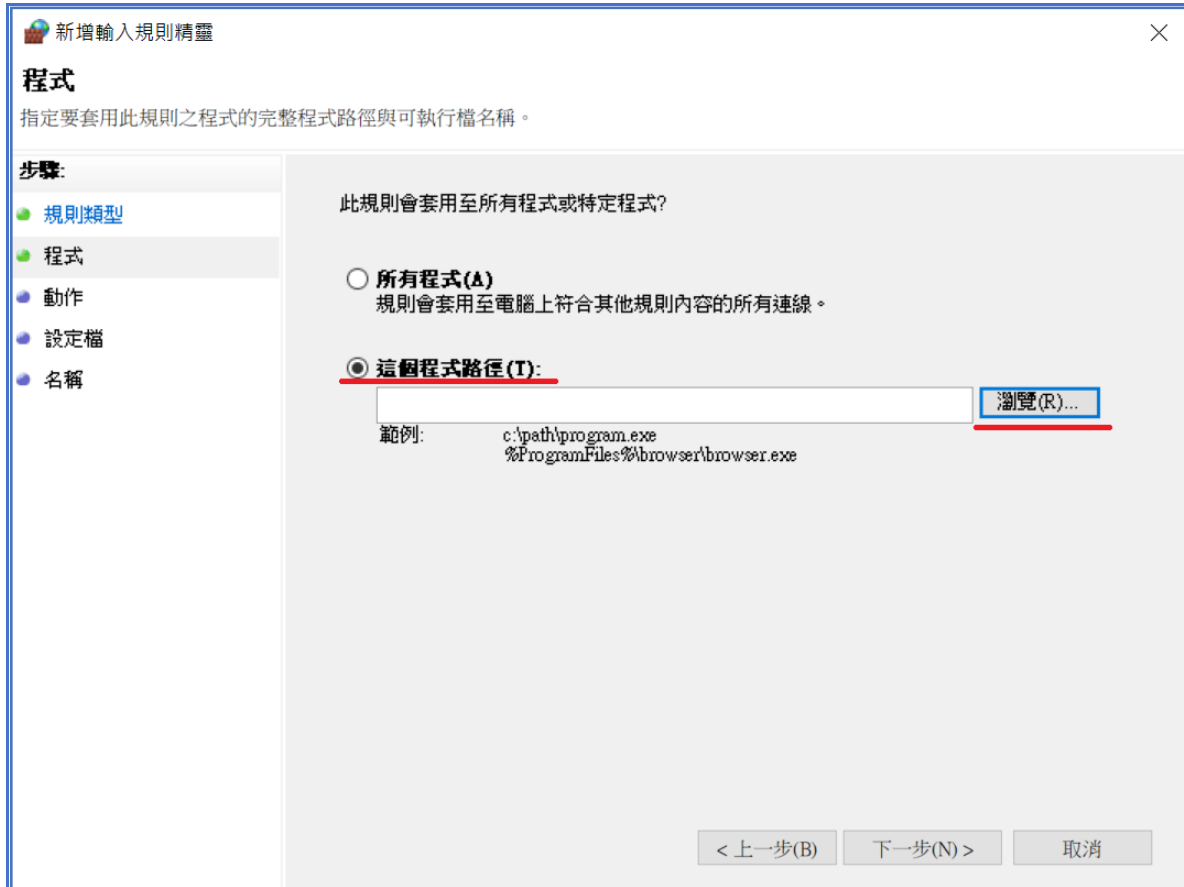 新增輸入規則精靈
程式
指定要套用此規則之程式的完整程式路徑與可執行檔名稱。
步驟:
規則類型
程式
動作
設定檔
名稱
此規則會套用至所有程式或特定程式?
所有程式(A)
規則會套用至電腦上符合其他規則內容的所有連線。
這個程式路徑(T):
瀏覽(R)...
範例: c:\path\program.exe
%ProgramFiles%\browser\browser.exe
< 上一步(B) 下一步(N) > 取消